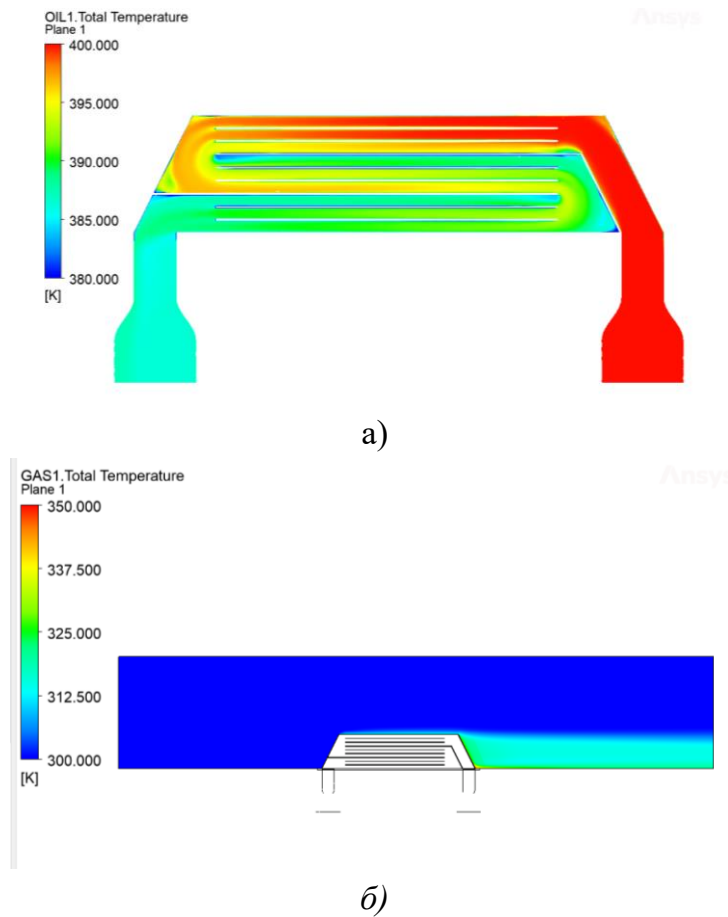 OIL1.Total Temperature
Plane 1
Ansys
400.000
395.000
390.000
385.000
380.000
[K]
а)
GAS1.Total Temperature
Plane 1
Ansys
350.000
337.500
325.000
312.500
300.000
[K]
б)